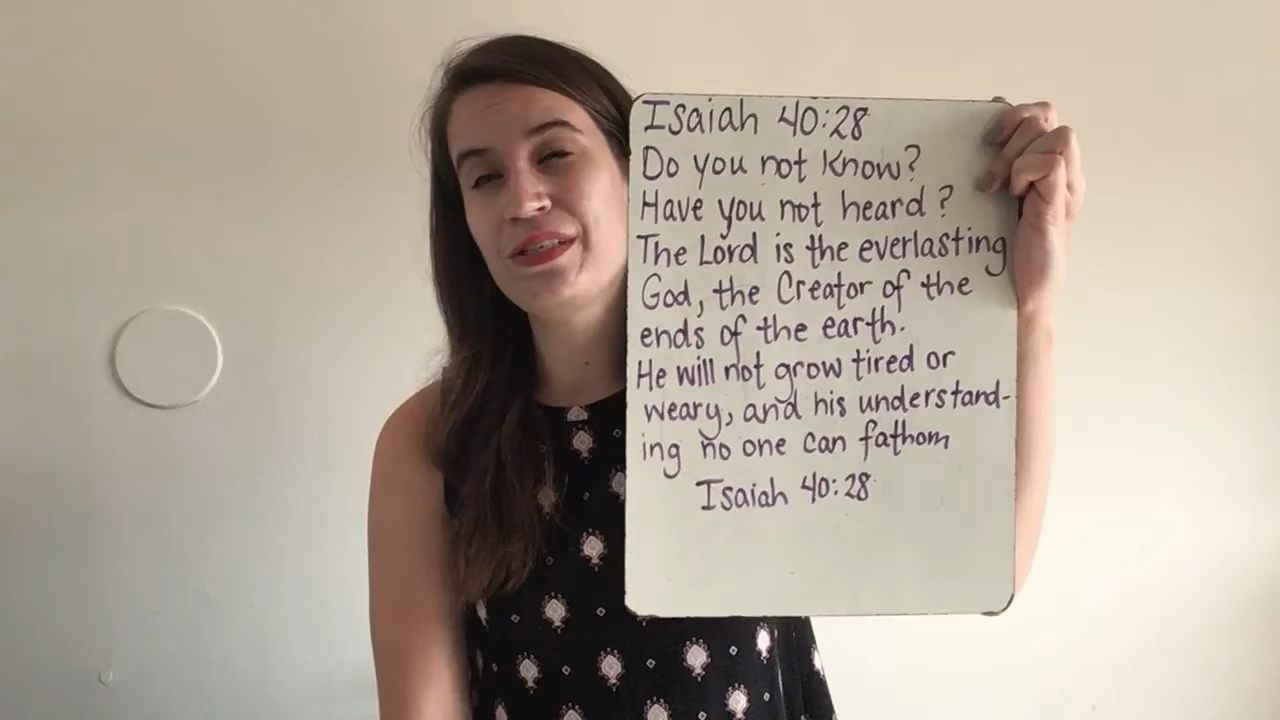 Isaiah 40:28
Do you not know?
Have you not heard?
The Lord is the everlasting
God, the Creator of the
ends of the earth.
He will not grow tired or
weary, and his understand-
ing no one can fathom
Isaiah 40:28